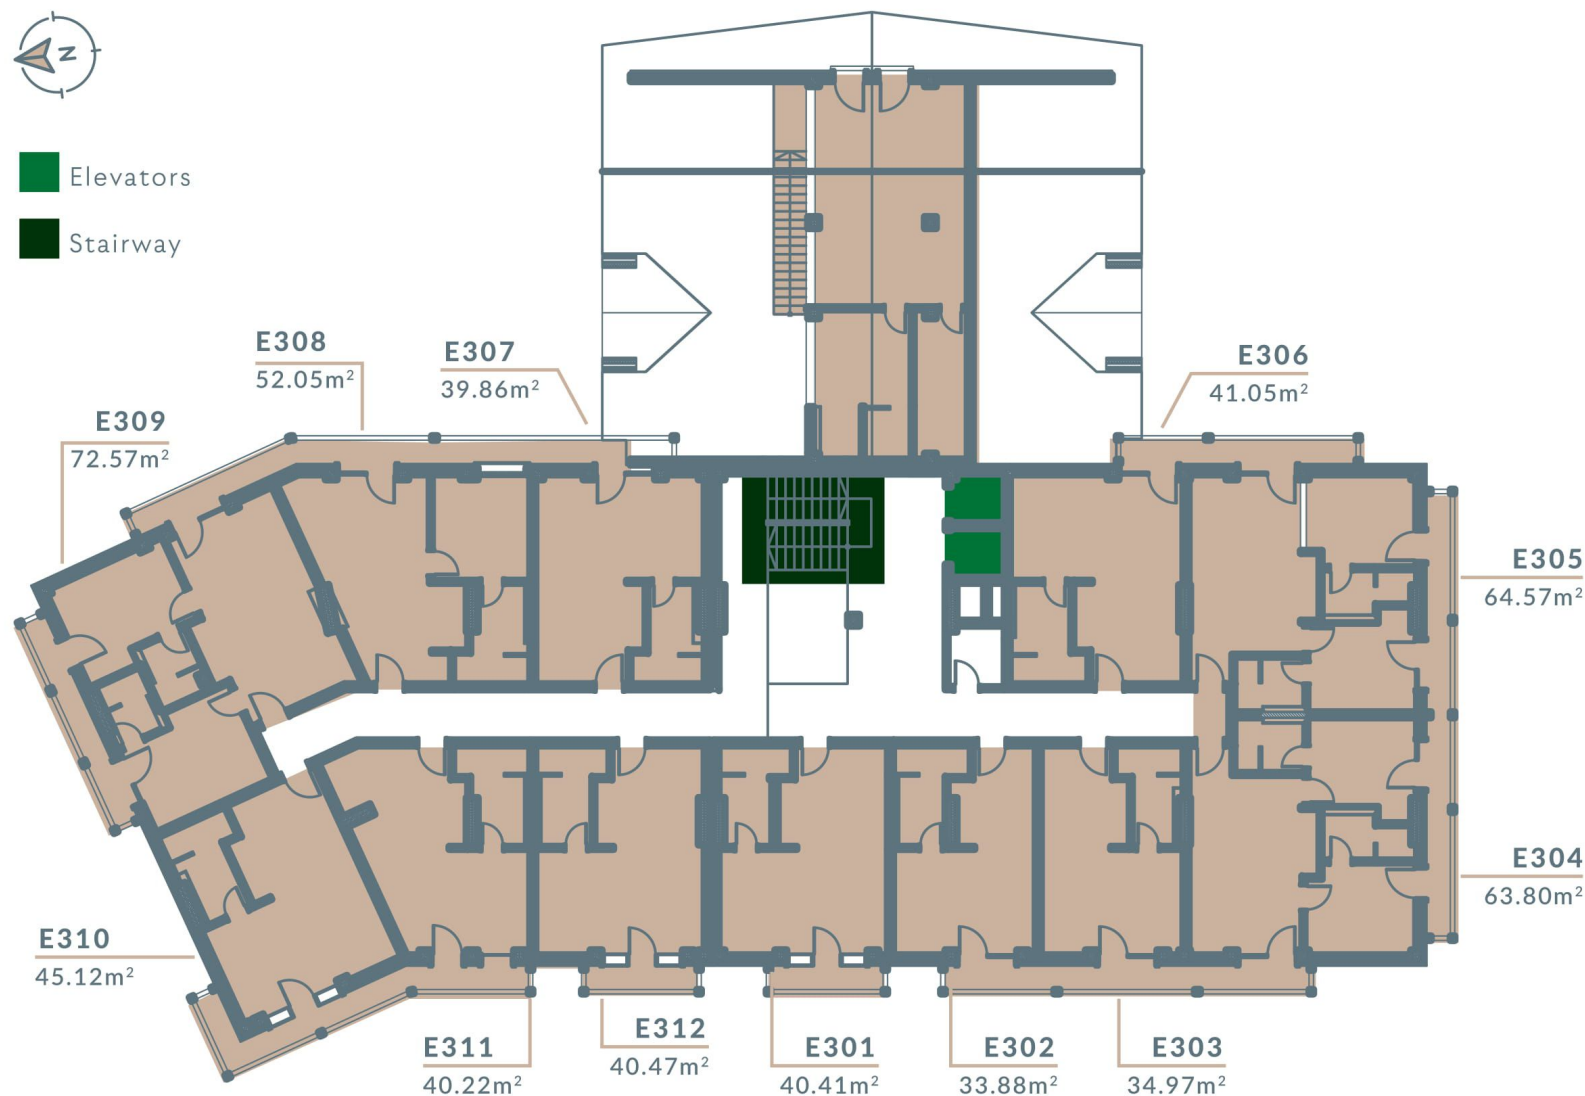 N
Elevators
Stairway
E308
52.05m²
E307
39.86m²
E306
41.05m²
E309
72.57m²
E305
64.57m²
E304
63.80m²
E310
45.12m²
E311
40.22m²
E312
40.47m²
E301
40.41m²
E302
33.88m²
E303
34.97m²